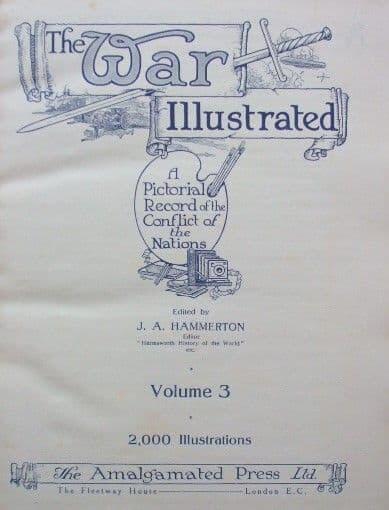 The War
Illustrated
A
Pictorial
Record of the
Conflict of
the
Nations
Edited by
J. A. HAMMERTON
Editor
"Harmsworth History of the World"
etc.
Volume 3
2,000 Illustrations
The Amalgamated Press Ltd.
The Fleetway House London E.C.